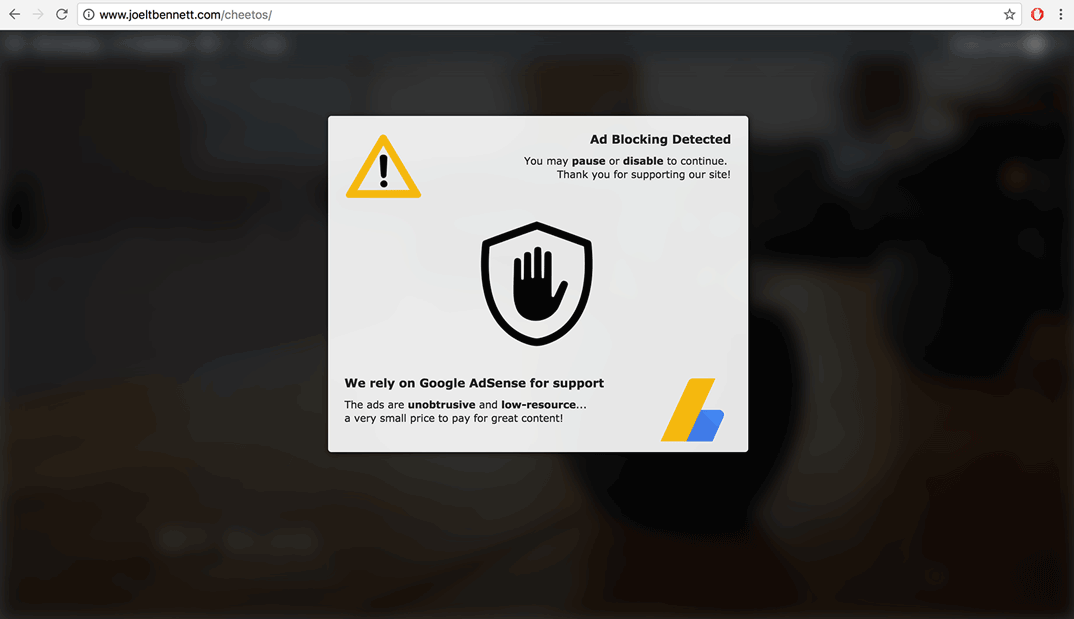 www.joeltbennett.com/cheetos/
Ad Blocking Detected
You may pause or disable to continue.
Thank you for supporting our site!
We rely on Google AdSense for support
The ads are unobtrusive and low-resource...
a very small price to pay for great content!